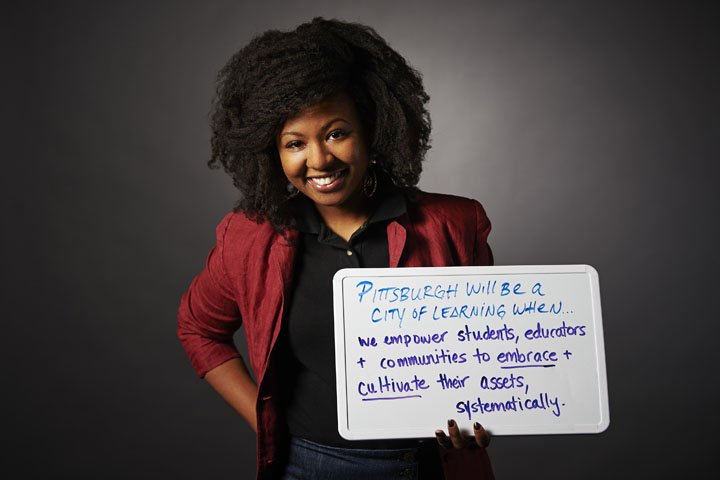 PITTSBURGH WILL BE A
CITY OF LEARNING WHEN...
we empower students, educators
+ communities to embrace +
cultivate their assets,
systematically.